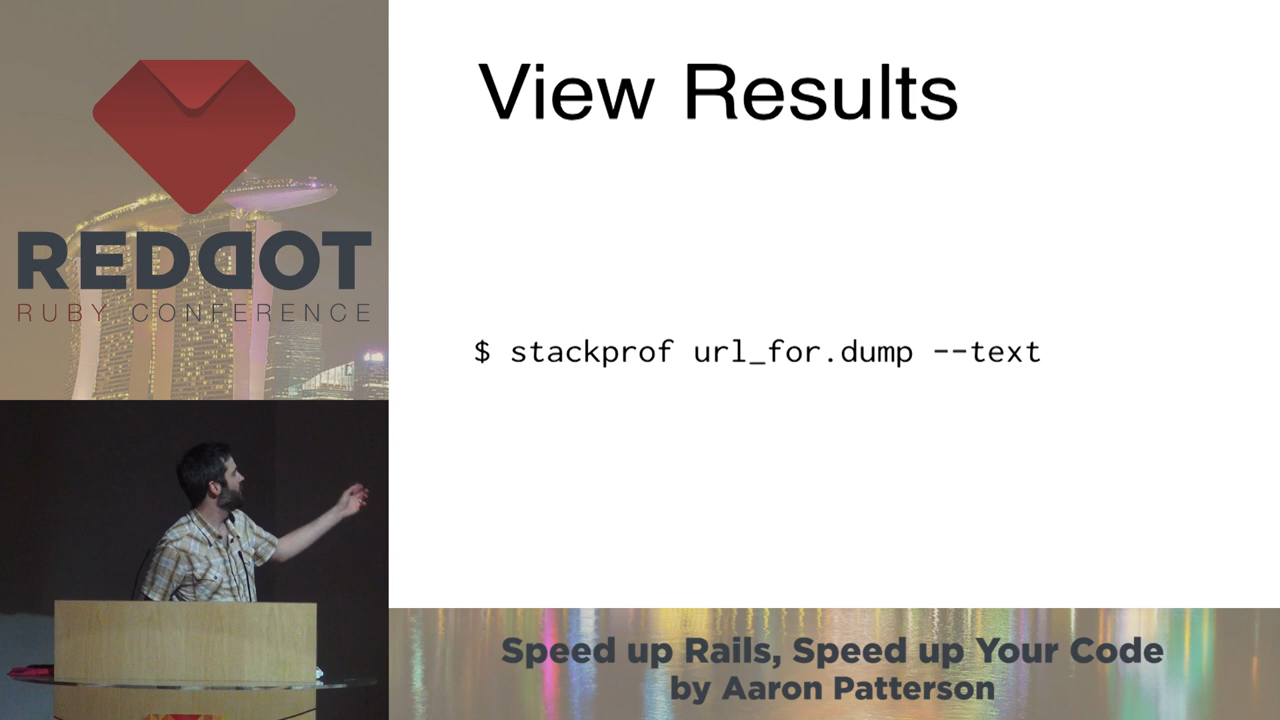 REDDOT
RUBY CONFERENCE
View Results
$ stackprof url_for.dump --text
Speed up Rails, Speed up Your Code
by Aaron Patterson